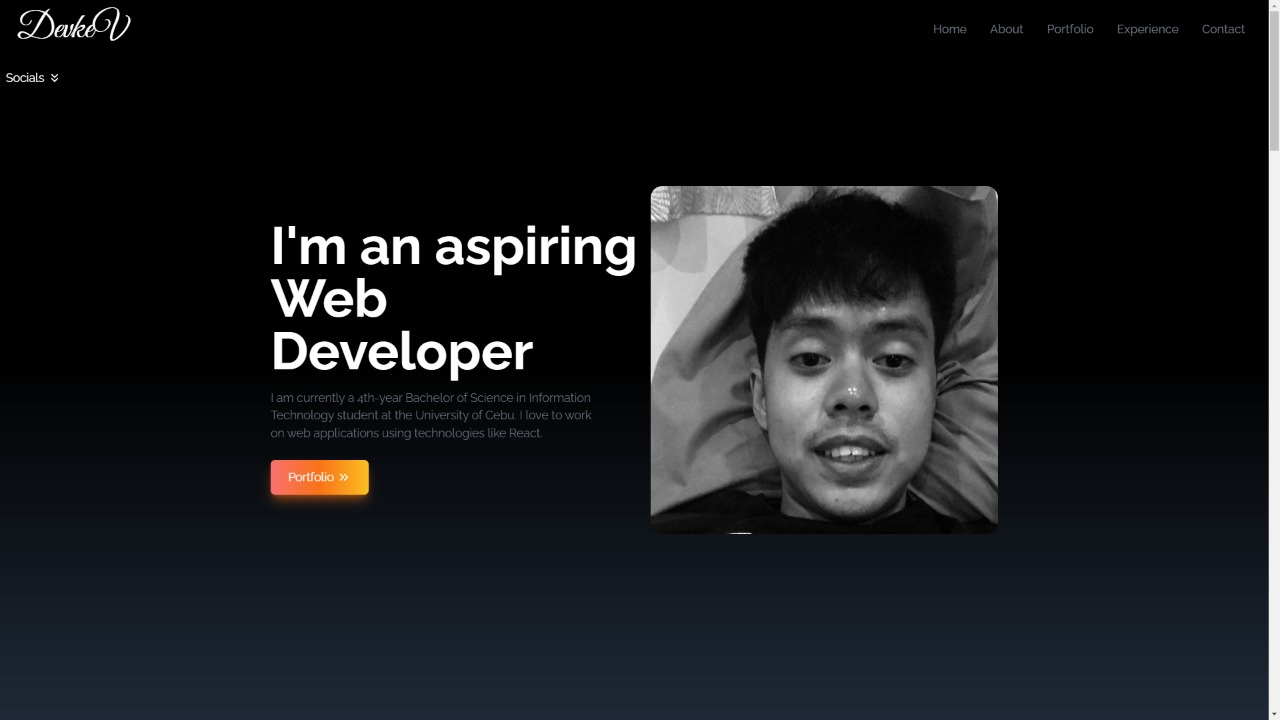 DevkeV
Home About Portfolio Experience Contact
Socials
I'm an aspiring
Web
Developer
I am currently a 4th-year Bachelor of Science in Information
Technology student at the University of Cebu. I love to work
on web applications using technologies like React.
Portfolio